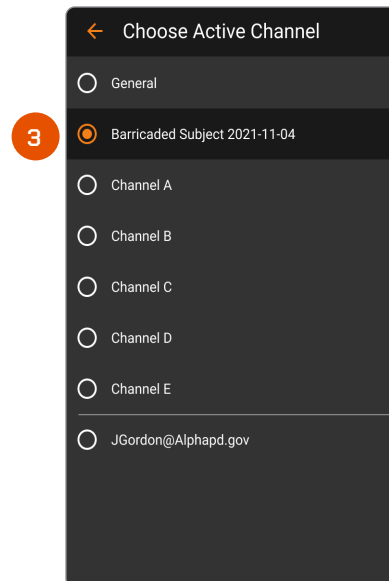 Choose Active Channel
General
3
Barricaded Subject 2021-11-04
Channel A
Channel B
Channel C
Channel D
Channel E
JGordon@Alphapd.gov